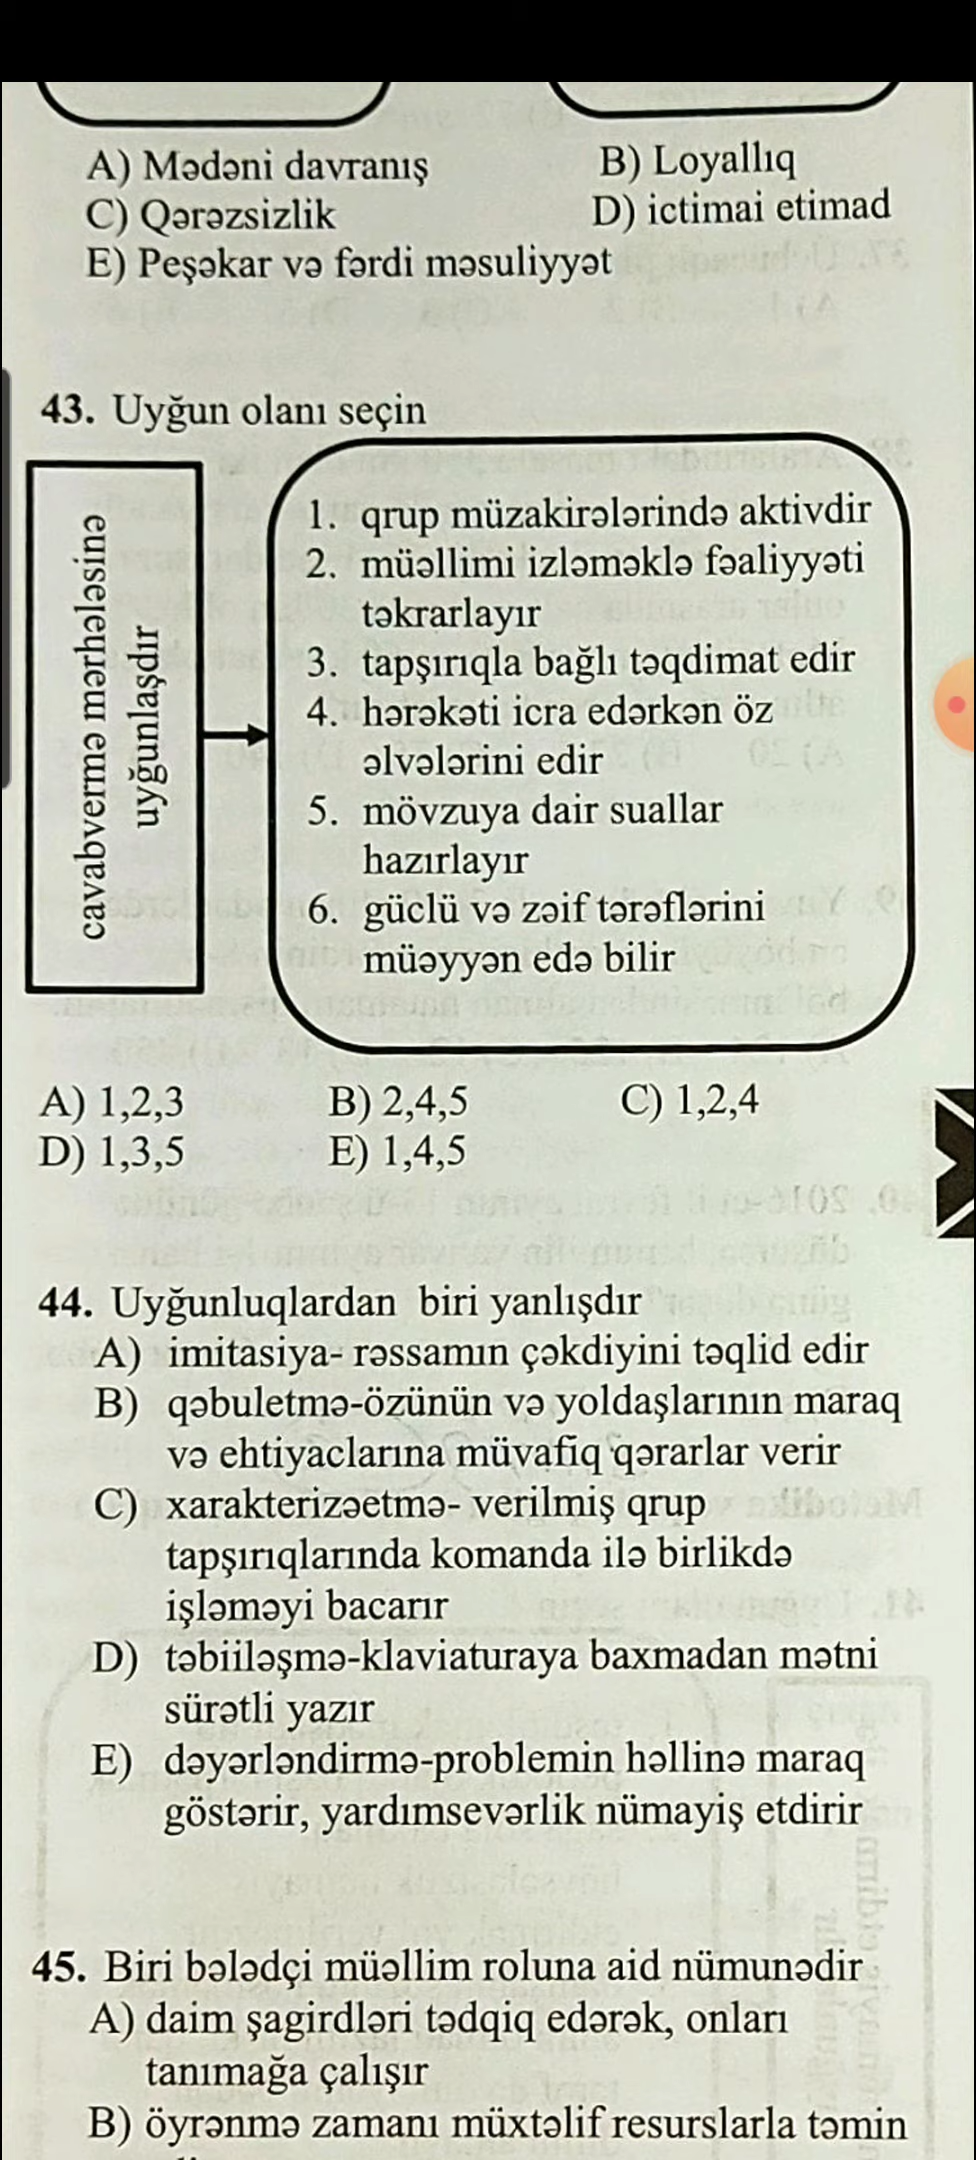 A) Mədəni davranış
B) Loyallıq
C) Qərəzsizlik
D) ictimai etimad
E) Peşəkar və fərdi məsuliyyət
43. Uyğun olanı seçin
cavabvermə mərhələsinə
uyğunlaşdır
1. qrup müzakirələrində aktivdir
2. müəllimi izləməklə fəaliyyəti
təkrarlayır
3. tapşırıqla bağlı təqdimat edir
4. hərəkəti icra edərkən öz
əlvələrini edir
5. mövzuya dair suallar
hazırlayır
6. güclü və zəif tərəflərini
müəyyən edə bilir
A) 1,2,3
B) 2,4,5
C) 1,2,4
D) 1,3,5
E) 1,4,5
44. Uyğunluqlardan biri yanlışdır
A) imitasiya- rəssamın çəkdiyini təqlid edir
B) qəbuletmə-özünün və yoldaşlarının maraq
və ehtiyaclarına müvafiq qərarlar verir
C) xarakterizəetmə- verilmiş qrup
tapşırıqlarında komanda ilə birlikdə
işləməyi bacarır
D) təbiiləşmə-klaviaturaya baxmadan mətni
sürətli yazır
E) dəyərləndirmə-problemin həllinə maraq
göstərir, yardımsevərlik nümayiş etdirir
45. Biri bələdçi müəllim roluna aid nümunədir
A) daim şagirdləri tədqiq edərək, onları
tanımağa çalışır
B) öyrənmə zamanı müxtəlif resurslarla təmin